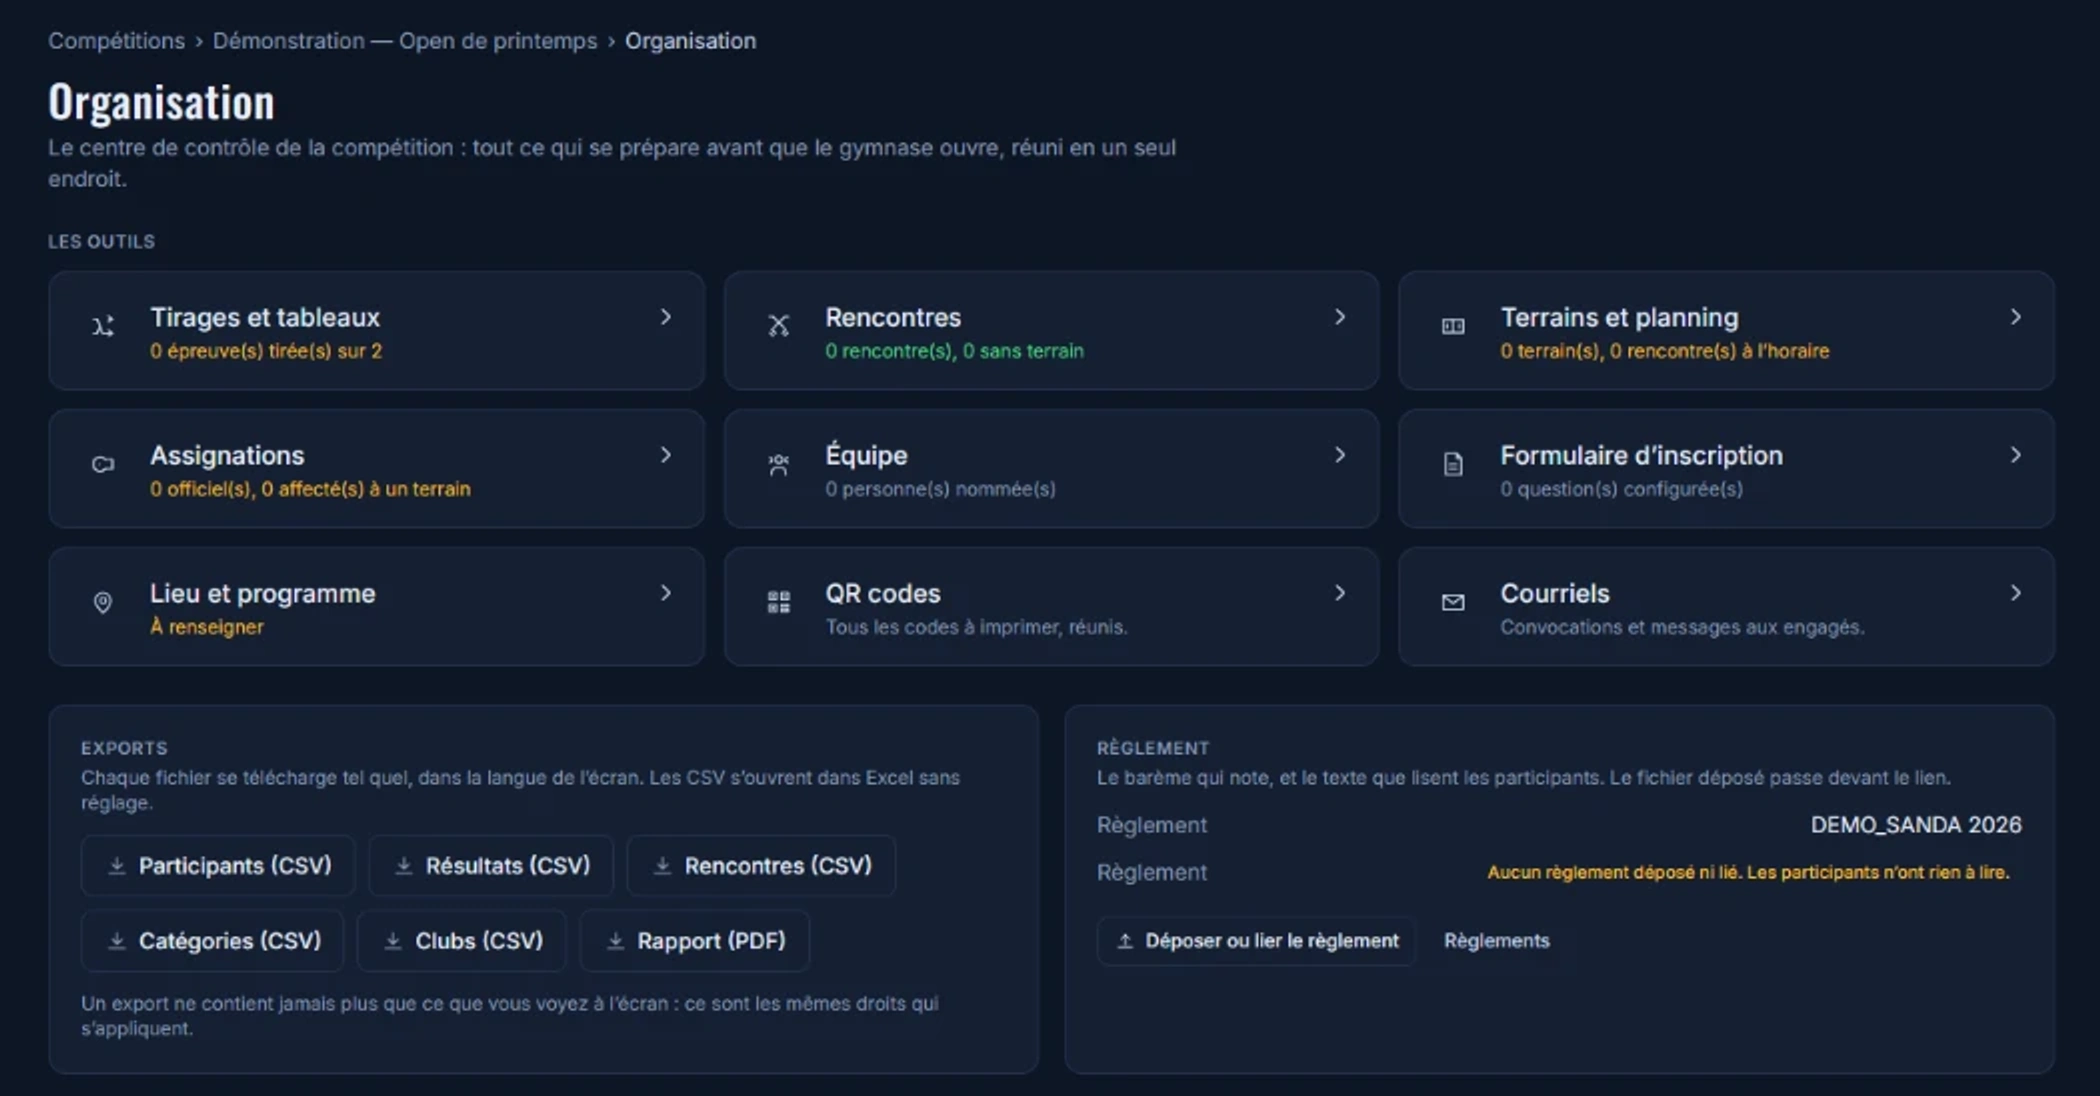 Compétitions › Démonstration — Open de printemps › Organisation
Organisation
Le centre de contrôle de la compétition : tout ce qui se prépare avant que le gymnase ouvre, réuni en un seul
endroit.
LES OUTILS
Tirages et tableaux
0 épreuve(s) tirée(s) sur 2
Rencontres
0 rencontre(s), 0 sans terrain
Terrains et planning
0 terrain(s), 0 rencontre(s) à l’horaire
Assignations
0 officiel(s), 0 affecté(s) à un terrain
Équipe
0 personne(s) nommée(s)
Formulaire d’inscription
0 question(s) configurée(s)
Lieu et programme
À renseigner
QR codes
Tous les codes à imprimer, réunis.
Courriels
Convocations et messages aux engagés.
EXPORTS
Chaque fichier se télécharge tel quel, dans la langue de l’écran. Les CSV s’ouvrent dans Excel sans
réglage.
Participants (CSV)
Résultats (CSV)
Rencontres (CSV)
Catégories (CSV)
Clubs (CSV)
Rapport (PDF)
Un export ne contient jamais plus que ce que vous voyez à l’écran : ce sont les mêmes droits qui
s’appliquent.
RÈGLEMENT
Le barème qui note, et le texte que lisent les participants. Le fichier déposé passe devant le lien.
Règlement DEMO_SANDA 2026
Règlement Aucun règlement déposé ni lié. Les participants n’ont rien à lire.
Déposer ou lier le règlement
Règlements